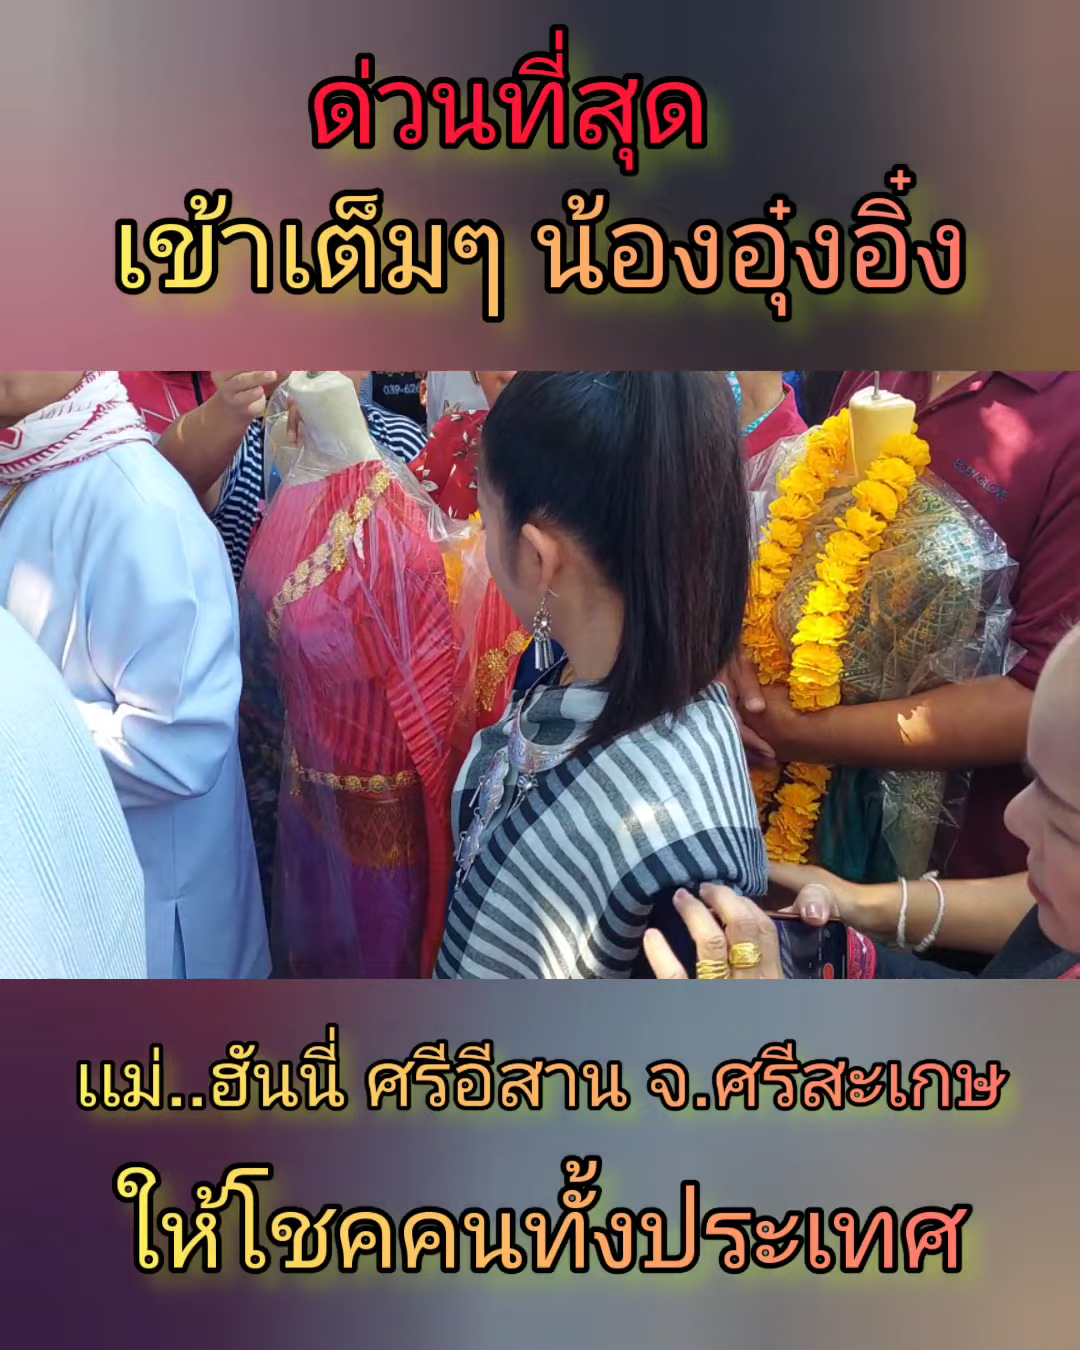 ด่วนที่สุด
เข้าเต็มๆ น้องอุ๋งอิ๋ง
BODY GLOVE
แม่..ฮันนี่ ศรีอีสาน จ.ศรีสะเกษ
ให้โชคคนทั้งประเทศ